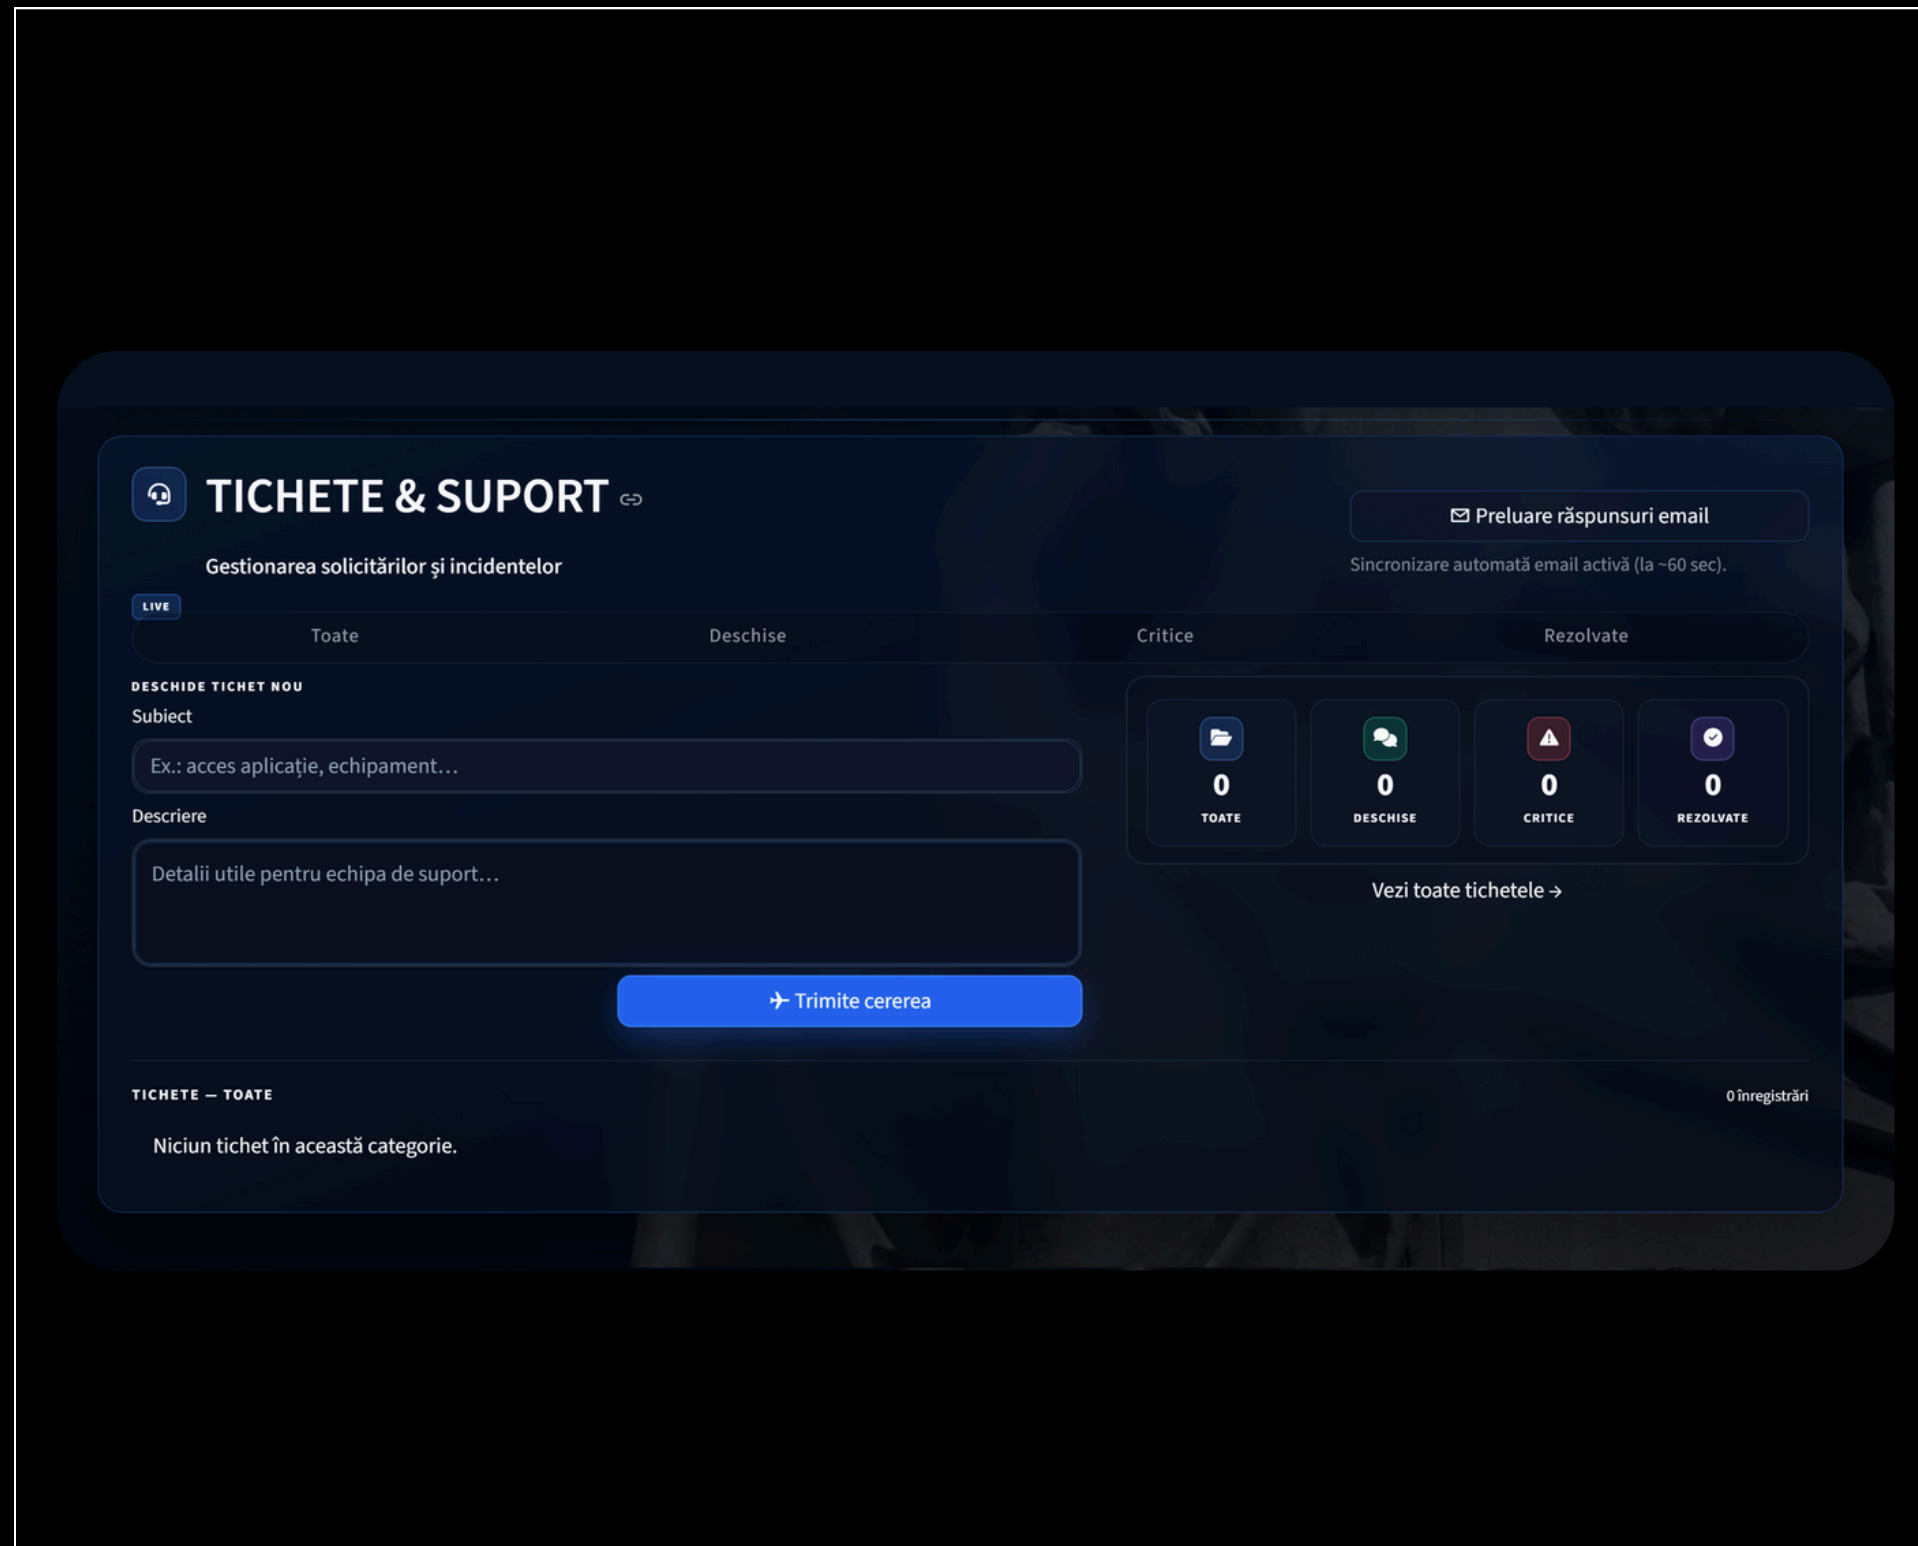 TICHETE & SUPORT
Gestionarea solicitărilor și incidentelor
Preluare răspunsuri email
Sincronizare automată email activă (la ~60 sec).
LIVE
Toate Deschise Critice Rezolvate
DESCHIDE TICHET NOU
Subiect
Ex.: acces aplicație, echipament...
Descriere
Detalii utile pentru echipa de suport...
Trimite cererea
0 0 0 0
TOATE DESCHISE CRITICE REZOLVATE
Vezi toate tichetele →
TICHETE — TOATE
0 înregistrări
Niciun tichet în această categorie.